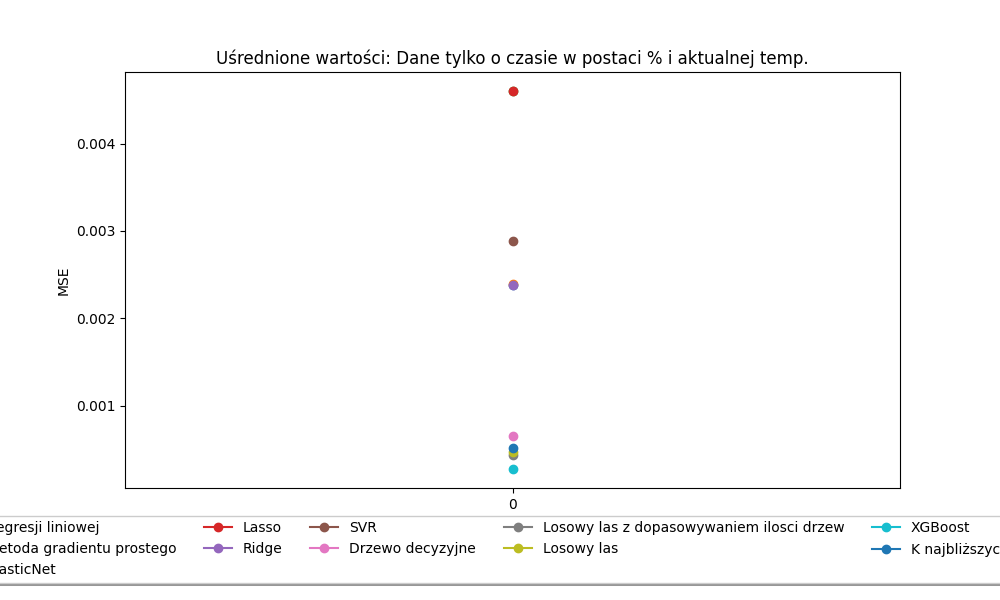 Uśrednione wartości: Dane tylko o czasie w postaci % i aktualnej temp.
MSE
0.004
0.003
0.002
0.001
0
egresji liniowej
etoda gradientu prostego
asticNet
Lasso
Ridge
SVR
Drzewo decyzyjne
Losowy las z dopasowywaniem ilosci drzew
Losowy las
XGBoost
K najbliższyc